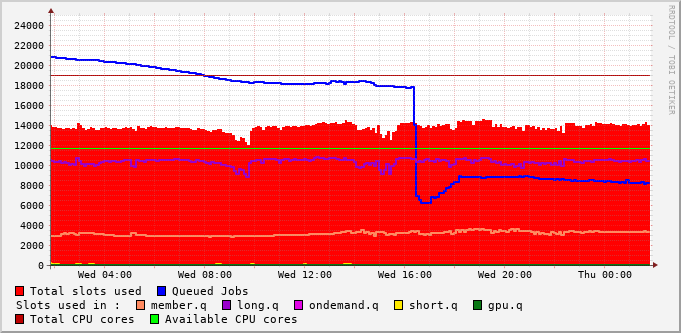 24000
22000
20000
18000
16000
14000
12000
10000
8000
6000
4000
2000
0
Wed 04:00 Wed 08:00 Wed 12:00 Wed 16:00 Wed 20:00 Thu 00:00
RRDTOOL / TOBI OETIKER
Total slots used Queued Jobs
Slots used in : member.q long.q ondemand.q short.q gpu.q
Total CPU cores Available CPU cores